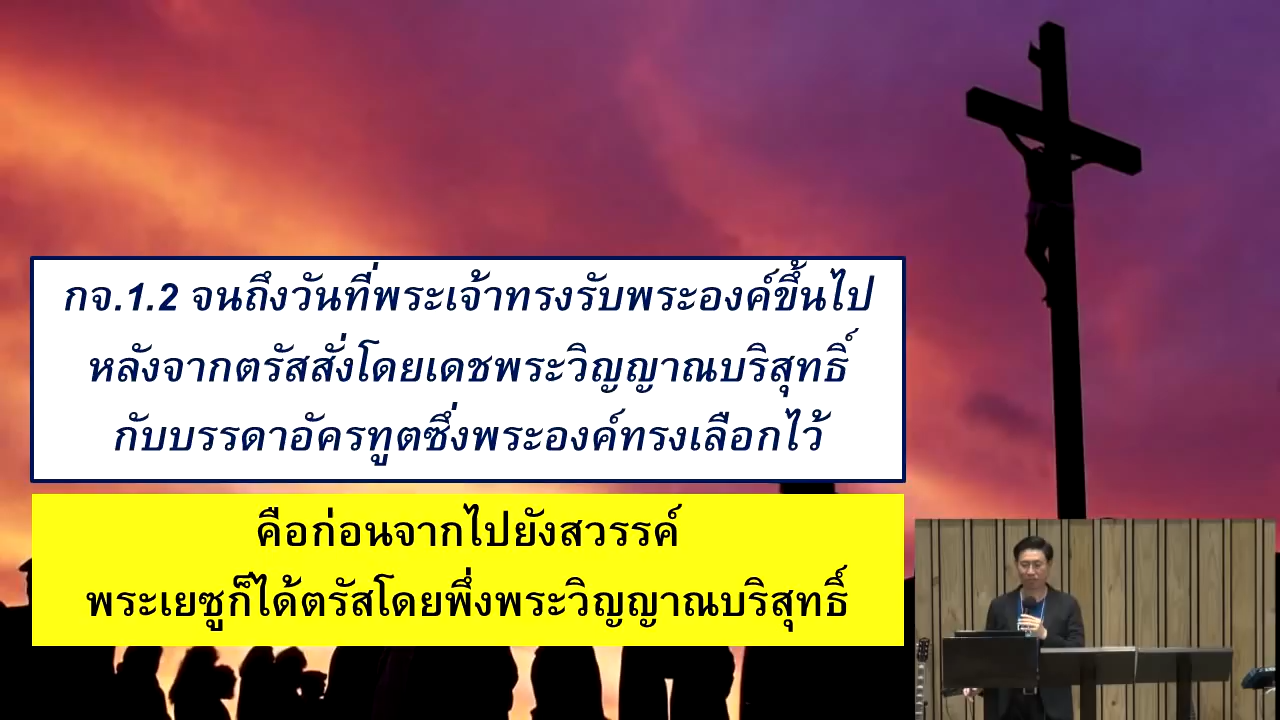 กจ.1.2 จนถึงวันที่พระเจ้าทรงรับพระองค์ขึ้นไป
หลังจากตรัสสั่งโดยเดชพระวิญญาณบริสุทธิ์
กับบรรดาอัครทูตซึ่งพระองค์ทรงเลือกไว้
คือก่อนจากไปยังสวรรค์
พระเยซูก็ได้ตรัสโดยพึ่งพระวิญญาณบริสุทธิ์